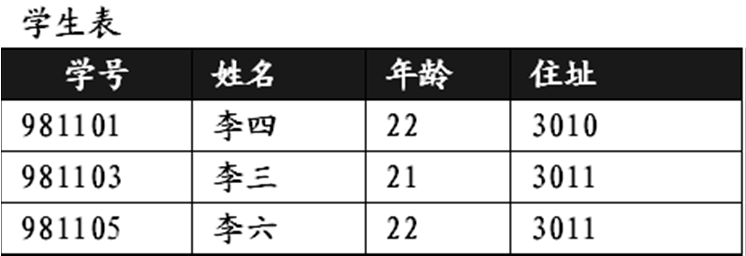 学生表
学号 姓名 年龄 住址
981101 李四 22 3010
981103 李三 21 3011
981105 李六 22 3011